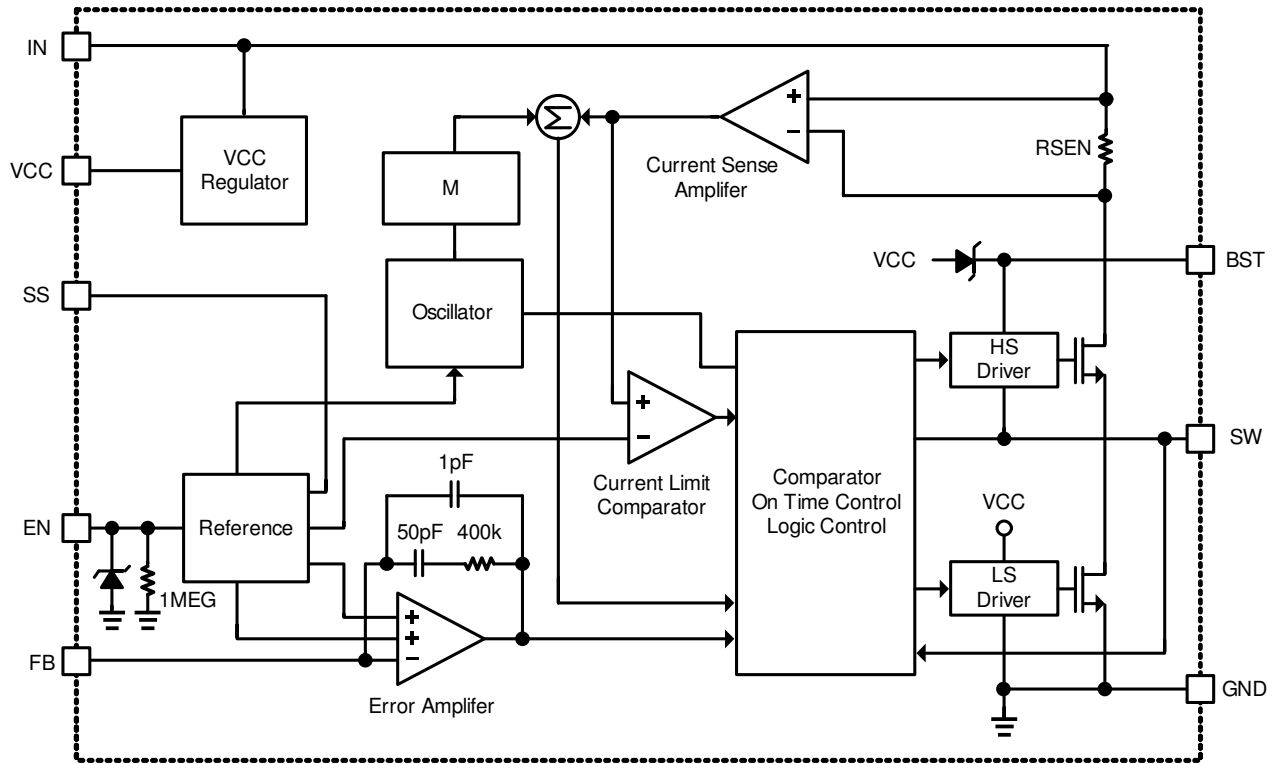 IN
VCC
Regulator
VCC
M
Σ
+
−
Current Sense
Amplifer
RSEN
SS
Oscillator
VCC
BST
HS
Driver
+
−
Current Limit
Comparator
SW
1pF
50pF
400k
EN
Reference
1MEG
Comparator
On Time Control
Logic Control
VCC
LS
Driver
+
+
−
FB
Error Amplifer
GND